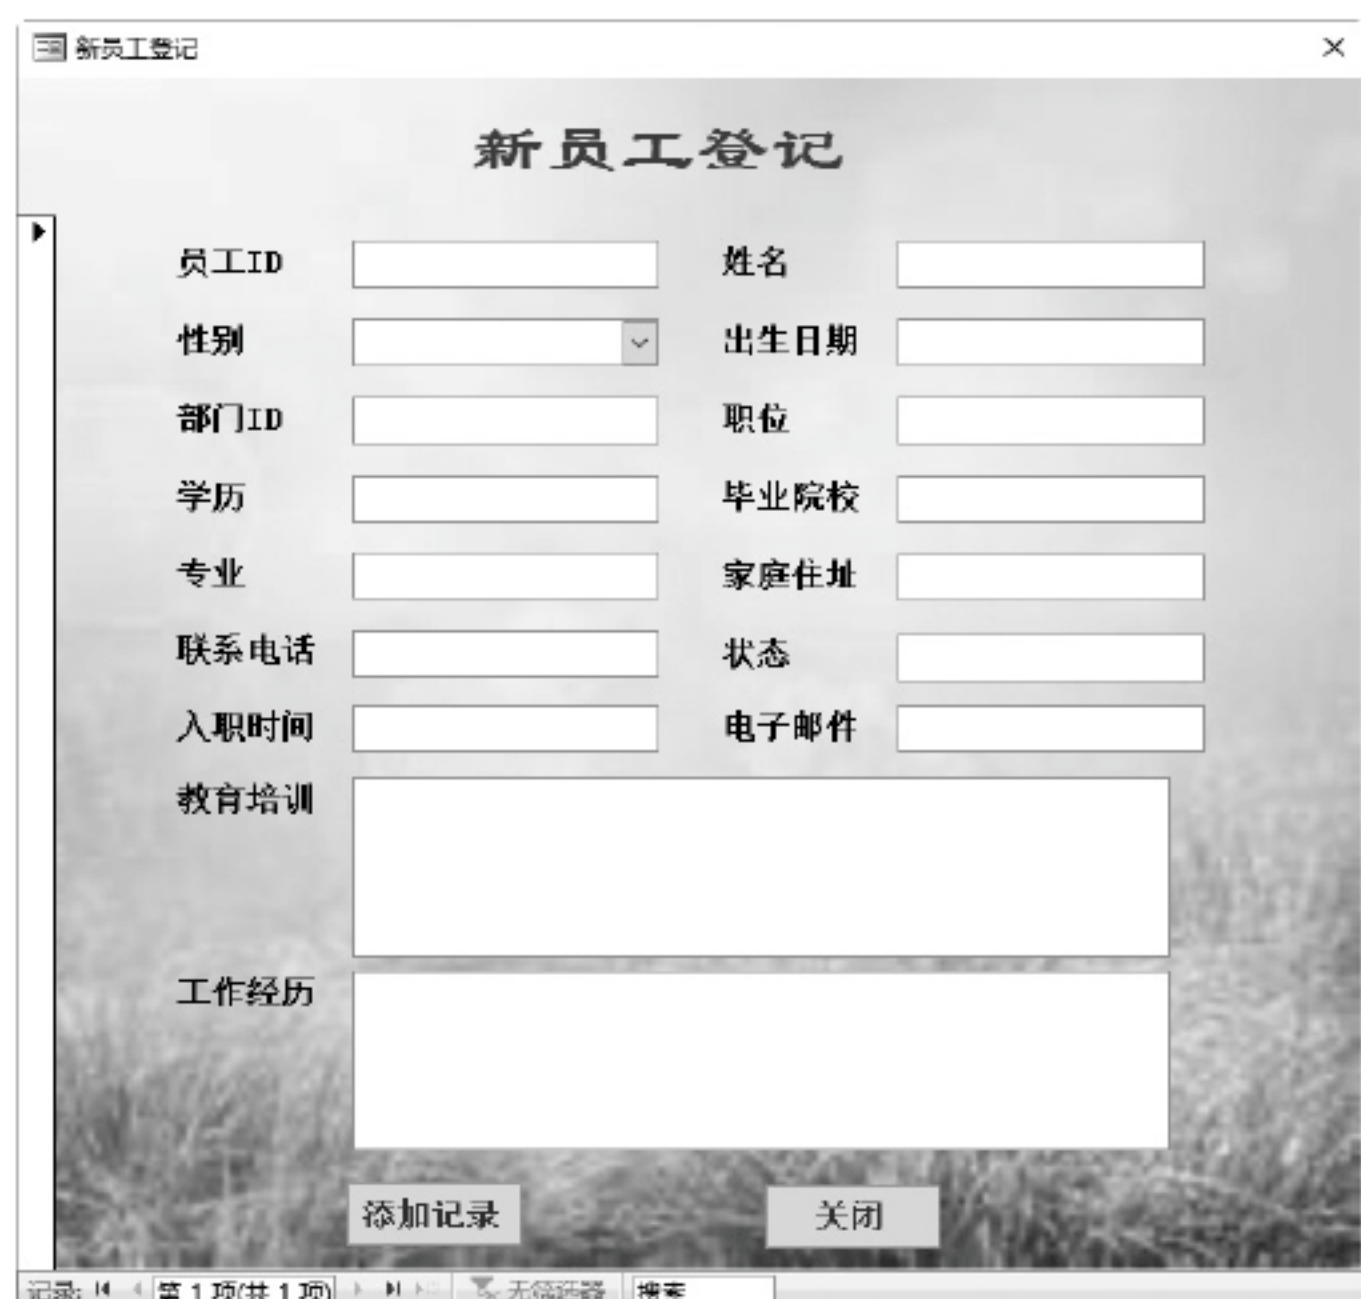 新员工登记
新员工登记
员工ID 姓名
性别 出生日期
部门ID 职位
学历 毕业院校
专业 家庭住址
联系电话 状态
入职时间 电子邮件
教育培训
工作经历
添加记录 关闭
记录: 第 1 项(共 1 项) 无筛选器 搜索